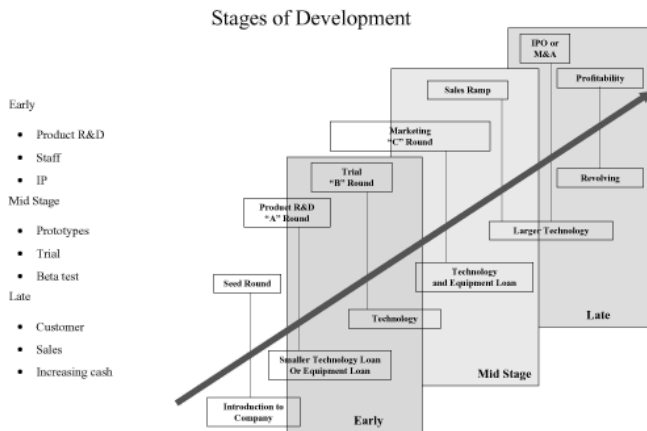 Stages of Development
Early
• Product R&D
• Staff
• IP
Mid Stage
• Prototypes
• Trial
• Beta test
Late
• Customer
• Sales
• Increasing cash
IPO or
M&A
Profitability
Sales Ramp
Marketing
"C" Round
Trial
"B" Round
Revolving
Product R&D
"A" Round
Larger Technology
Seed Round
Technology
and Equipment Loan
Technology
Late
Smaller Technology Loan
Or Equipment Loan
Mid Stage
Introduction to
Company
Early